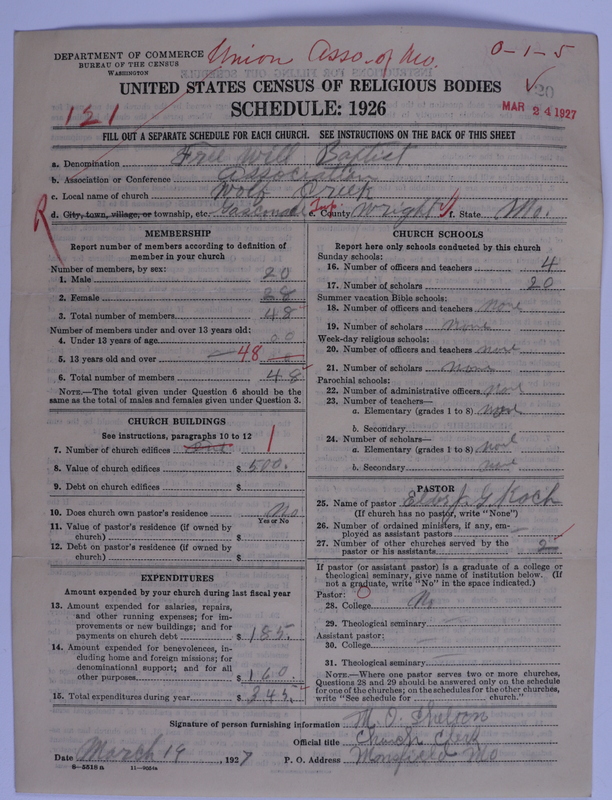 DEPARTMENT OF COMMERCE
BUREAU OF THE CENSUS
WASHINGTON
Union Asso. of Mo.
0-1-5
20
MAR 24 1927
UNITED STATES CENSUS OF RELIGIOUS BODIES
SCHEDULE: 1926
121
FILL OUT A SEPARATE SCHEDULE FOR EACH CHURCH. SEE INSTRUCTIONS ON THE BACK OF THIS SHEET
a. Denomination Free Will Baptist
b. Association or Conference Association
c. Local name of church Wolf Creek
d. City, town, village, or township, etc. Gasconade Twp. e. County Wright f. State Mo.
R
MEMBERSHIP
Report number of members according to definition of member in your church
Number of members, by sex:
1. Male 20
2. Female 28
3. Total number of members 48
Number of members under and over 13 years old:
4. Under 13 years of age 00
5. 13 years old and over 48
6. Total number of members 48
NOTE.—The total given under Question 6 should be the same as the total of males and females given under Question 3.
CHURCH BUILDINGS
See instructions, paragraphs 10 to 12
7. Number of church edifices one 1
8. Value of church edifices $ 500.
9. Debt on church edifices $
10. Does church own pastor's residence No
Yes or No
11. Value of pastor's residence (if owned by church) $
12. Debt on pastor's residence (if owned by church) $
EXPENDITURES
Amount expended by your church during last fiscal year
13. Amount expended for salaries, repairs, and other running expenses; for improvements or new buildings; and for payments on church debt $ 185.
14. Amount expended for benevolences, including home and foreign missions; for denominational support; and for all other purposes $ 160.
15. Total expenditures during year $ 345.
CHURCH SCHOOLS
Report here only schools conducted by this church
Sunday schools:
16. Number of officers and teachers 4
17. Number of scholars 20
Summer vacation Bible schools:
18. Number of officers and teachers none
19. Number of scholars none
Week-day religious schools:
20. Number of officers and teachers none
21. Number of scholars none
Parochial schools:
22. Number of administrative officers none
23. Number of teachers—
a. Elementary (grades 1 to 8) none
b. Secondary
24. Number of scholars—
a. Elementary (grades 1 to 8) none
b. Secondary none
PASTOR
25. Name of pastor G Koch
(If church has no pastor, write "None")
26. Number of ordained ministers, if any, employed as assistant pastors
27. Number of other churches served by the pastor or his assistants 2
If pastor (or assistant pastor) is a graduate of a college or theological seminary, give name of institution below. (If not a graduate, write "No" in the space indicated.)
Pastor: 0
28. College No
29. Theological seminary
Assistant pastor:
30. College
31. Theological seminary
NOTE.—Where one pastor serves two or more churches, Questions 28 and 29 should be answered only on the schedule for one of the churches; on the schedules for the other churches, write "See schedule for church."
Signature of person furnishing information M. O.
Official title Church Clerk
Date March 19, 1927 P. O. Address Mansfield Mo
8-5518 a